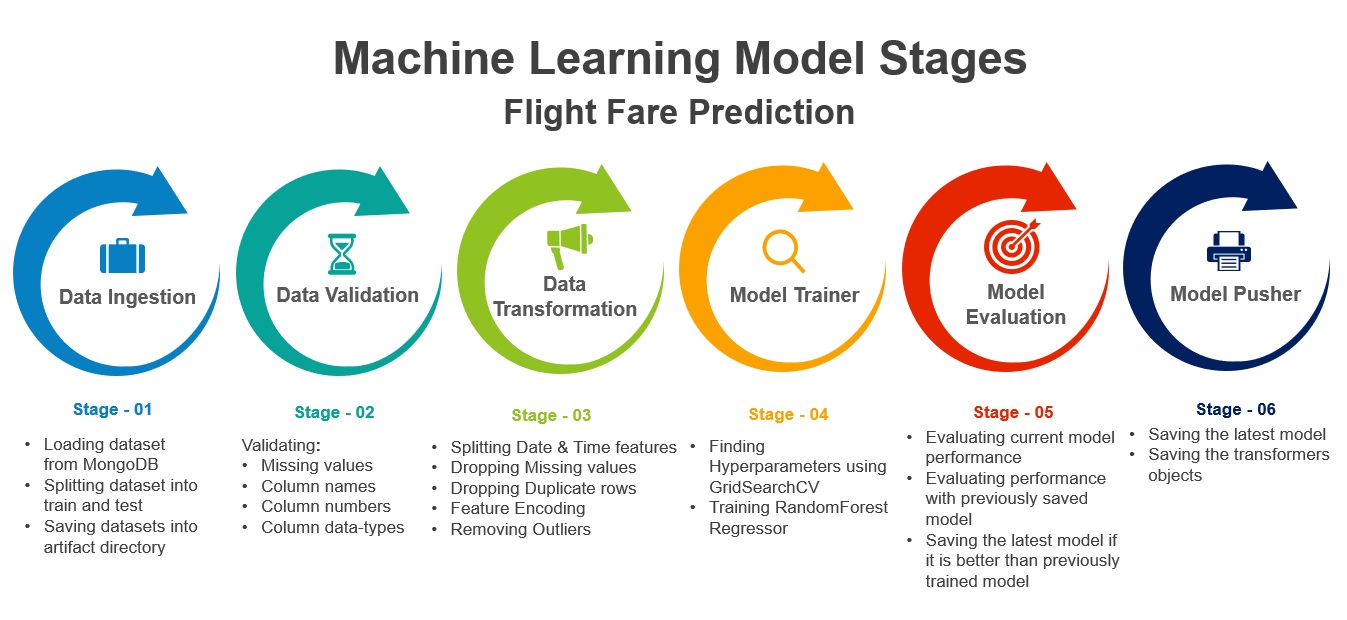 Machine Learning Model Stages
Flight Fare Prediction
Data Ingestion
Data Validation
Data
Transformation
Model Trainer
Model
Evaluation
Model Pusher
Stage - 01
• Loading dataset
from MongoDB
• Splitting dataset into
train and test
• Saving datasets into
artifact directory
Stage - 02
Validating:
• Missing values
• Column names
• Column numbers
• Column data-types
Stage - 03
• Splitting Date & Time features
• Dropping Missing values
• Dropping Duplicate rows
• Feature Encoding
• Removing Outliers
Stage - 04
• Finding
Hyperparameters using
GridSearchCV
• Training RandomForest
Regressor
Stage - 05
• Evaluating current model
performance
• Evaluating performance
with previously saved
model
• Saving the latest model if
it is better than previously
trained model
Stage - 06
• Saving the latest model
• Saving the transformers
objects